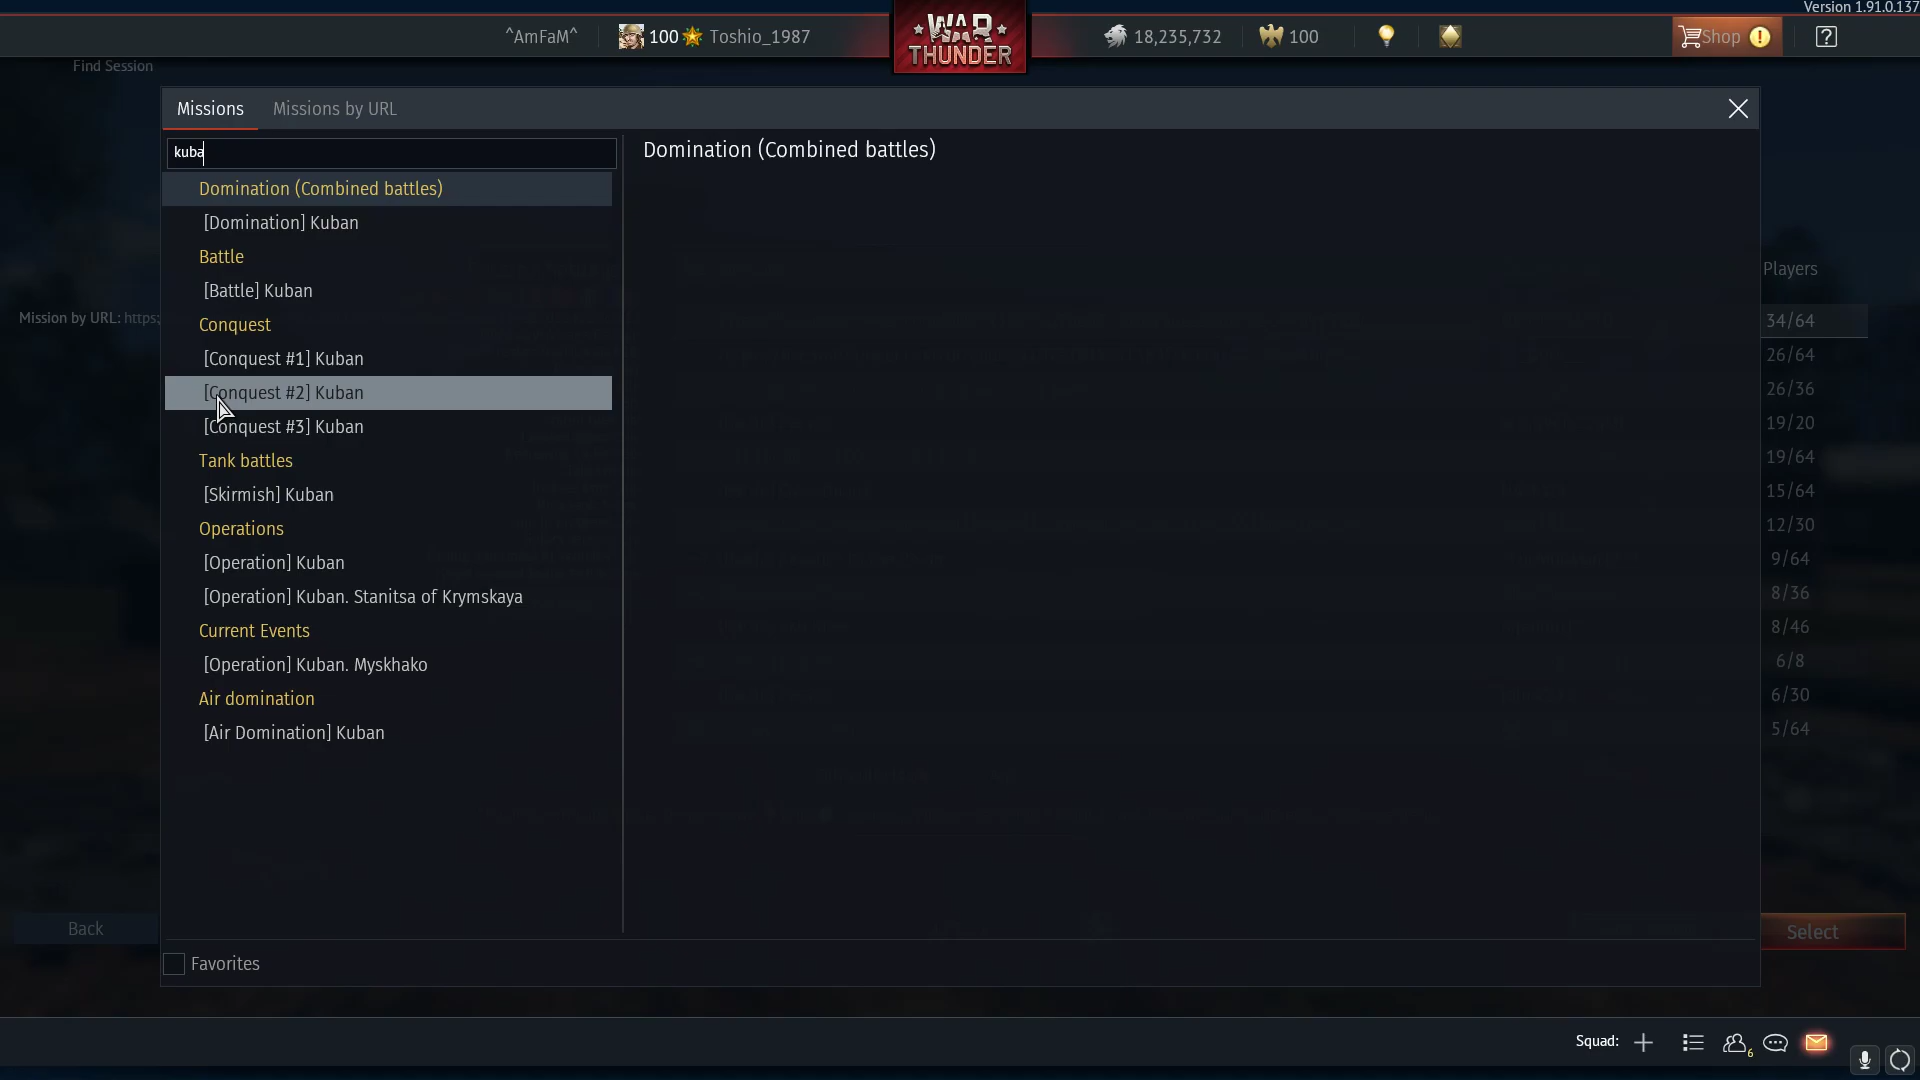 Version 1.91.0.137
^AmFaM^
100 Toshio_1987
WAR THUNDER
18,235,732
100
Shop
Find Session
Missions
Missions by URL
kuba
Domination (Combined battles)
Domination (Combined battles)
[Domination] Kuban
Battle
[Battle] Kuban
Conquest
[Conquest #1] Kuban
[Conquest #2] Kuban
[Conquest #3] Kuban
Tank battles
[Skirmish] Kuban
Operations
[Operation] Kuban
[Operation] Kuban. Stanitsa of Krymskaya
Current Events
[Operation] Kuban. Myskhako
Air domination
[Air Domination] Kuban
Mission by URL: https:
Players
34/64
26/64
26/36
19/20
19/64
15/64
12/30
9/64
8/36
8/46
6/8
6/30
5/64
Back
Select
Favorites
Squad:
6